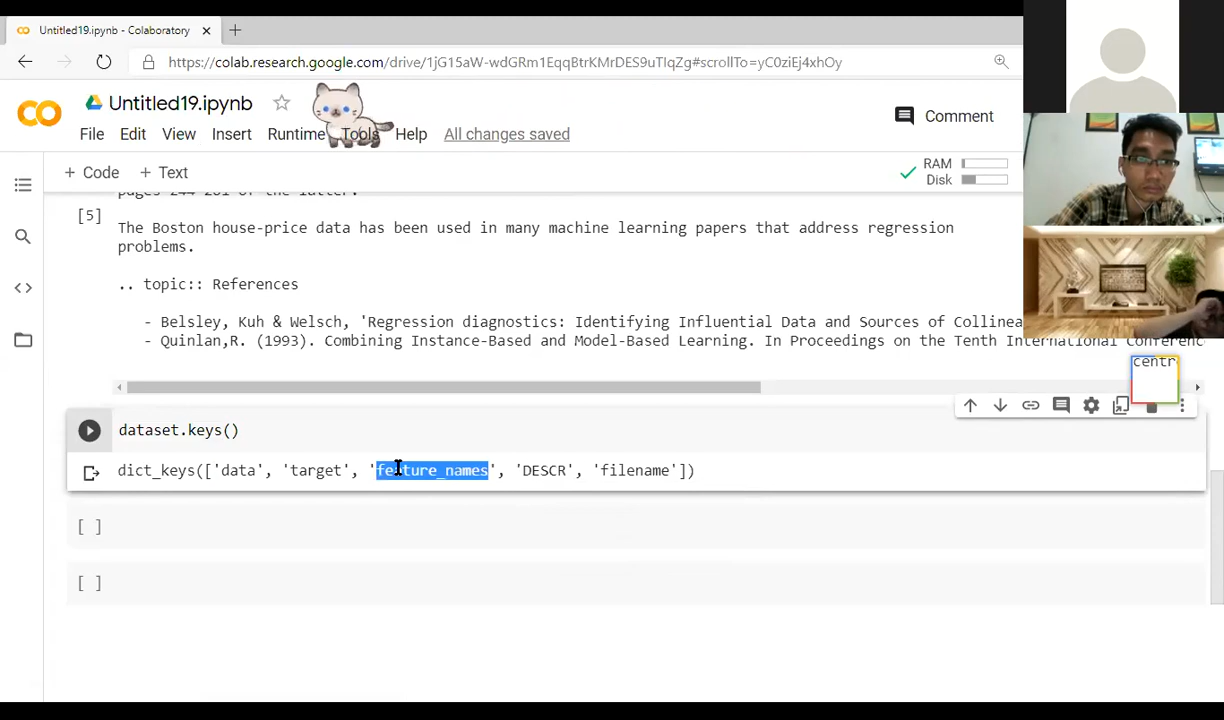 Untitled19.ipynb - Colaboratory
https://colab.research.google.com/drive/1jG15aW-wdGRm1EqqBtrKMrDES9uTIqZg#scrollTo=yC0ziEj4xhOy
Untitled19.ipynb
File Edit View Insert Runtime Tools Help All changes saved
Comment
+ Code + Text
RAM
Disk
[5]
The Boston house-price data has been used in many machine learning papers that address regression
problems.
.. topic:: References
- Belsley, Kuh & Welsch, 'Regression diagnostics: Identifying Influential Data and Sources of Collinea
- Quinlan,R. (1993). Combining Instance-Based and Model-Based Learning. In Proceedings on the Tenth International Conferenc
centr
dataset.keys()
dict_keys(['data', 'target', 'feature_names', 'DESCR', 'filename'])
[ ]
[ ]